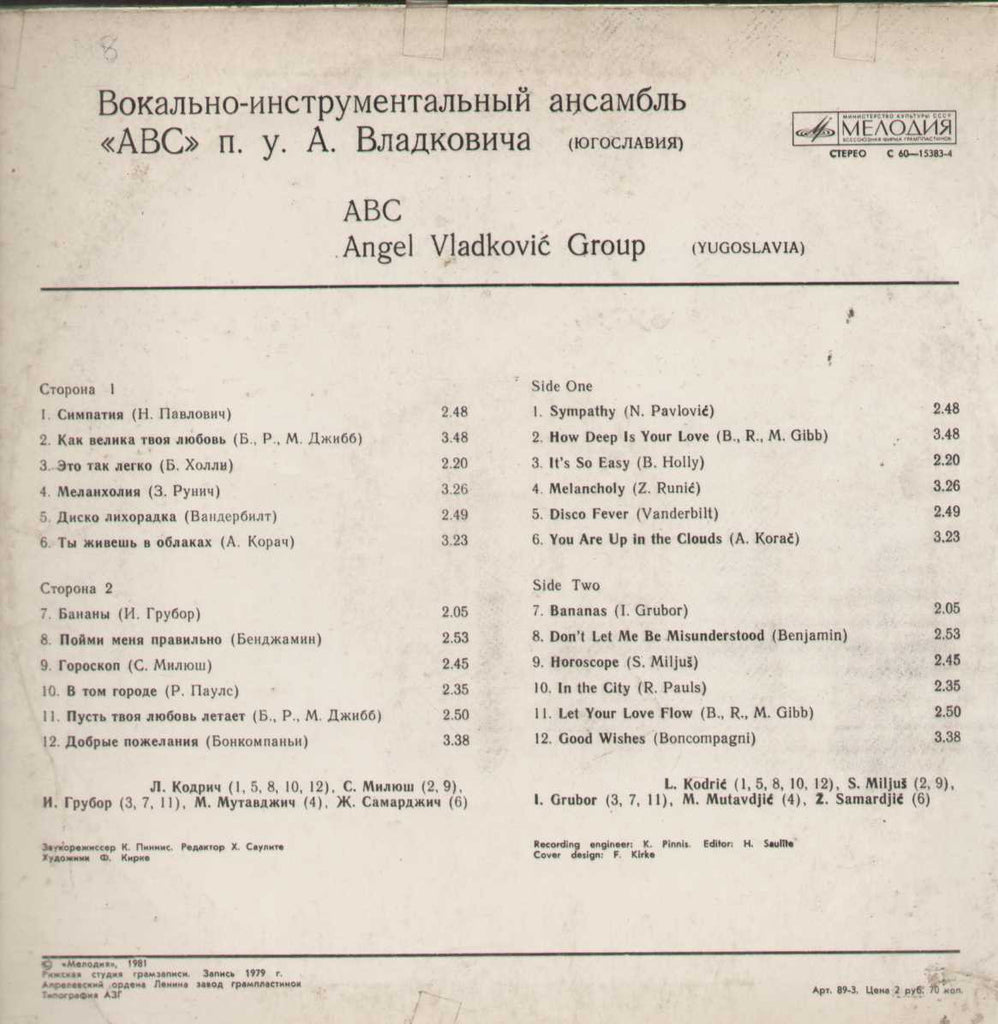 8
Вокально-инструментальный ансамбль
«АВС» п. у. А. Владковича (ЮГОСЛАВИЯ)
МИНИСТЕРСТВО КУЛЬТУРЫ СССР
МЕЛОДИЯ
ВСЕСОЮЗНАЯ ФИРМА ГРАМПЛАСТИНОК
СТЕРЕО С 60—15383-4
ABC
Angel Vladković Group (YUGOSLAVIA)
Сторона 1
1. Симпатия (Н. Павлович) 2.48
2. Как велика твоя любовь (Б., Р., М. Джибб) 3.48
3. Это так легко (Б. Холли) 2.20
4. Меланхолия (З. Рунич) 3.26
5. Диско лихорадка (Вандербилт) 2.49
6. Ты живешь в облаках (А. Корач) 3.23
Сторона 2
7. Бананы (И. Грубор) 2.05
8. Пойми меня правильно (Бенджамин) 2.53
9. Гороскоп (С. Милюш) 2.45
10. В том городе (Р. Паулс) 2.35
11. Пусть твоя любовь летает (Б., Р., М. Джибб) 2.50
12. Добрые пожелания (Бонкомпаньи) 3.38
Л. Кодрич (1, 5, 8, 10, 12), С. Милюш (2, 9),
И. Грубор (3, 7, 11), М. Мутавджич (4), Ж. Самарджич (6)
Звукорежиссер К. Пиннис. Редактор Х. Саулите
Художник Ф. Кирке
Side One
1. Sympathy (N. Pavlović) 2.48
2. How Deep Is Your Love (B., R., M. Gibb) 3.48
3. It's So Easy (B. Holly) 2.20
4. Melancholy (Z. Runić) 3.26
5. Disco Fever (Vanderbilt) 2.49
6. You Are Up in the Clouds (A. Korač) 3.23
Side Two
7. Bananas (I. Grubor) 2.05
8. Don't Let Me Be Misunderstood (Benjamin) 2.53
9. Horoscope (S. Miljuš) 2.45
10. In the City (R. Pauls) 2.35
11. Let Your Love Flow (B., R., M. Gibb) 2.50
12. Good Wishes (Boncompagni) 3.38
L. Kodrić (1, 5, 8, 10, 12), S. Miljuš (2, 9),
I. Grubor (3, 7, 11), M. Mutavdjić (4), Ž. Samardjić (6)
Recording engineer: K. Pinnis. Editor: H. Saulite
Cover design: F. Kirke
© «Мелодия», 1981
Рижская студия грамзаписи. Запись 1979 г.
Апрелевский ордена Ленина завод грампластинок
Типография АЗГ
Арт. 89-3. Цена 2 руб. 70 коп.